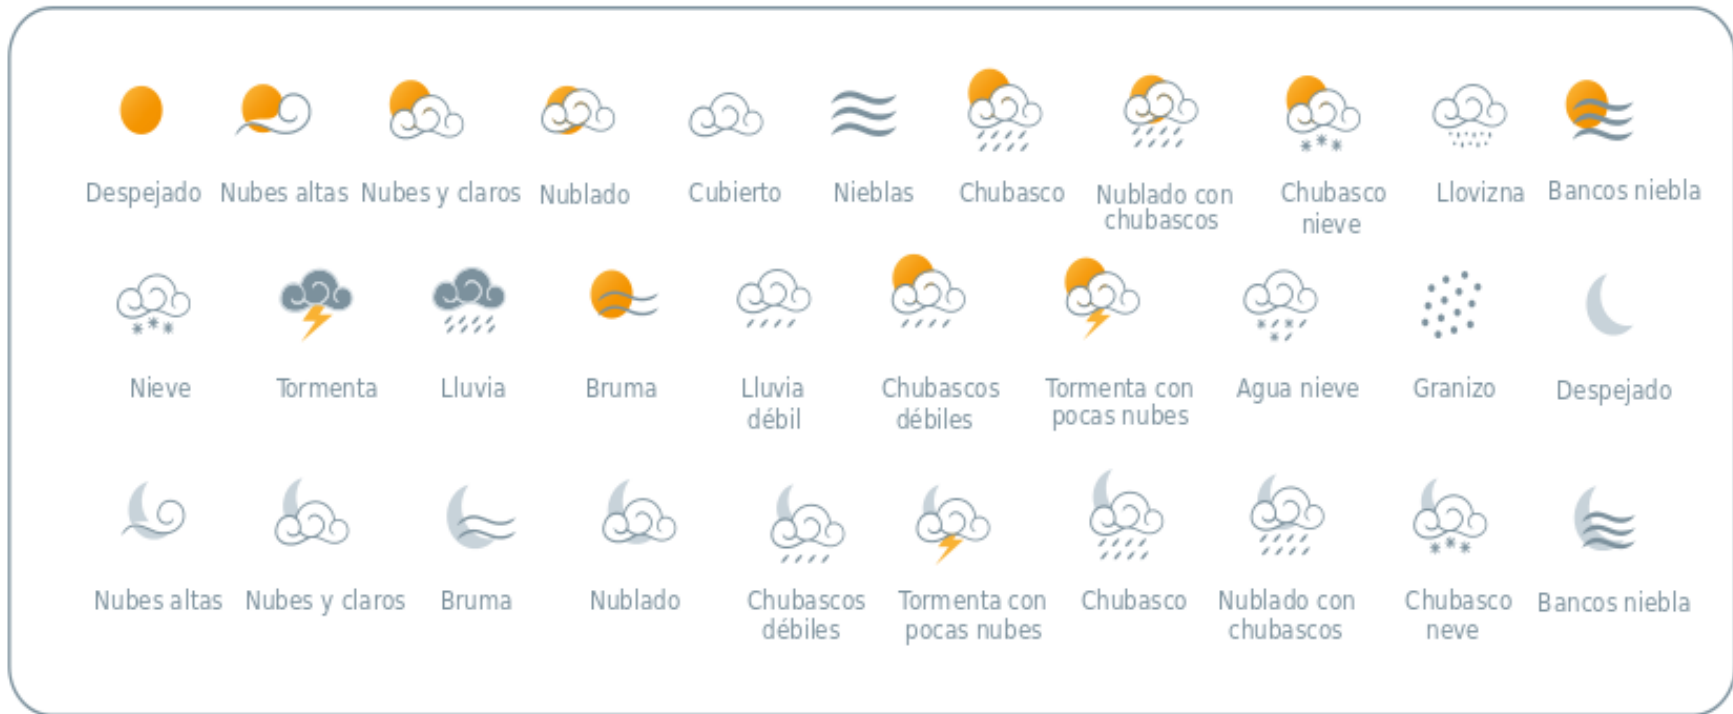 Despejado
Nubes altas
Nubes y claros
Nublado
Cubierto
Nieblas
Chubasco
Nublado con
chubascos
Chubasco
nieve
Llovizna
Bancos niebla
Nieve
Tormenta
Lluvia
Bruma
Lluvia
débil
Chubascos
débiles
Tormenta con
pocas nubes
Agua nieve
Granizo
Despejado
Nubes altas
Nubes y claros
Bruma
Nublado
Chubascos
débiles
Tormenta con
pocas nubes
Chubasco
Nublado con
chubascos
Chubasco
neve
Bancos niebla